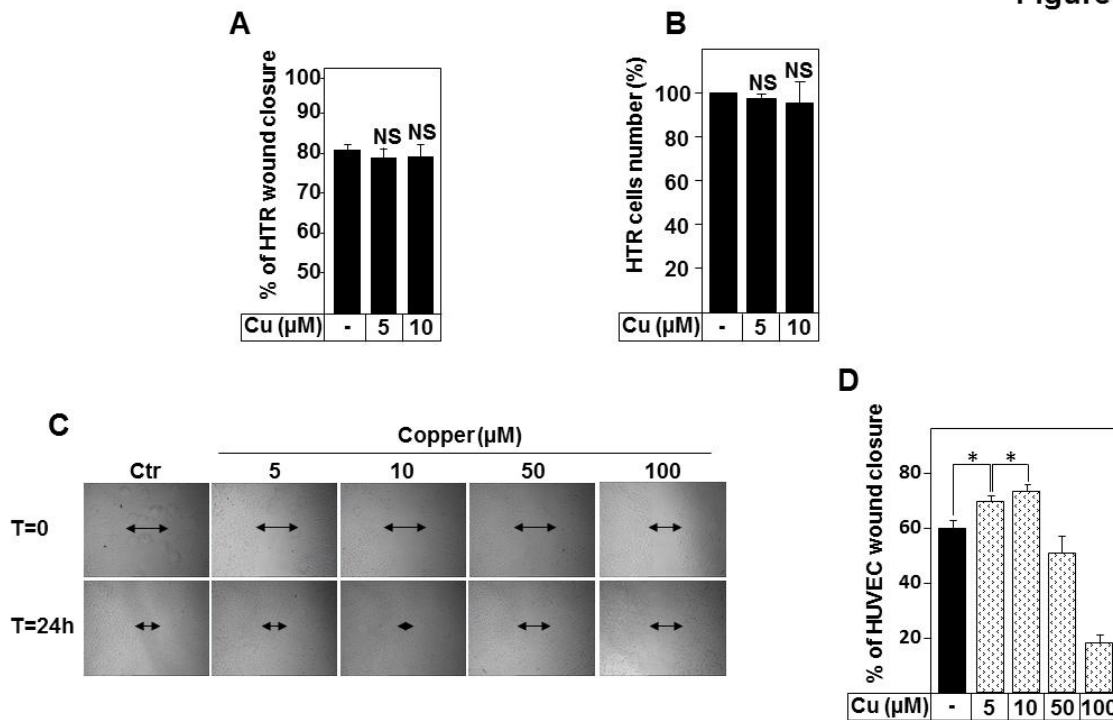 Figure
A
% of HTR wound closure
100
90
80
70
60
50
NS NS
Cu (µM) - 5 10
B
HTR cells number (%)
100
80
60
40
20
NS NS
Cu (µM) - 5 10
C
Copper (µM)
Ctr 5 10 50 100
T=0
T=24h
D
% of HUVEC wound closure
80
60
40
20
* *
Cu (µM) - 5 10 50 100